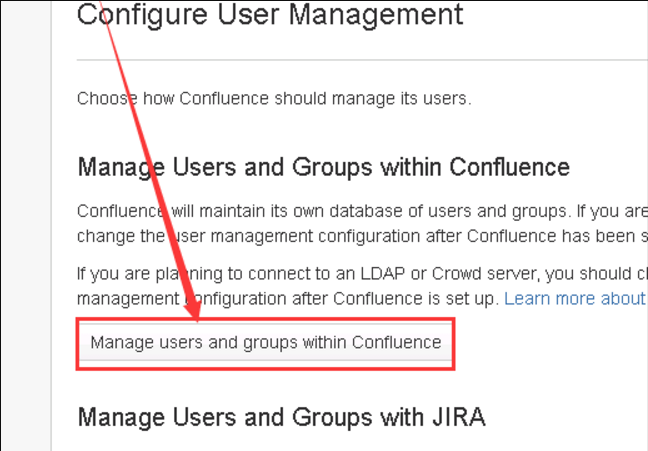 Configure User Management
Choose how Confluence should manage its users.
Manage Users and Groups within Confluence
Confluence will maintain its own database of users and groups. If you are
change the user management configuration after Confluence has been s
If you are planning to connect to an LDAP or Crowd server, you should cl
management configuration after Confluence is set up. Learn more about
Manage users and groups within Confluence
Manage Users and Groups with JIRA